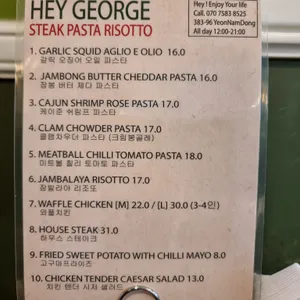 HEY GEORGE
STEAK PASTA RISOTTO
Hey ! Enjoy your life
Call. 070 7583 8525
383-96 YeonNamDong
All day 12:00-21:00
1. GARLIC SQUID AGLIO E OLIO 16.0
갈릭 오징어 오일 파스타
2. JAMBONG BUTTER CHEDDAR PASTA 16.0
짬뽕 버터 체다 파스타
3. CAJUN SHRIMP ROSE PASTA 17.0
케이준 쉬림프 파스타
4. CLAM CHOWDER PASTA 17.0
클램차우더 파스타 (크림봉골레)
5. MEATBALL CHILLI TOMATO PASTA 18.0
미트볼 칠리 토마토 파스타
6. JAMBALAYA RISOTTO 17.0
잠발라야 리조또
7. WAFFLE CHICKEN [M] 22.0 / [L] 30.0 (3-4인)
와플치킨
8. HOUSE STEAK 31.0
하우스 스테이크
9. FRIED SWEET POTATO WITH CHILLI MAYO 8.0
고구마프라이즈
10. CHICKEN TENDER CAESAR SALAD 13.0
치킨 텐더 시저 샐러드